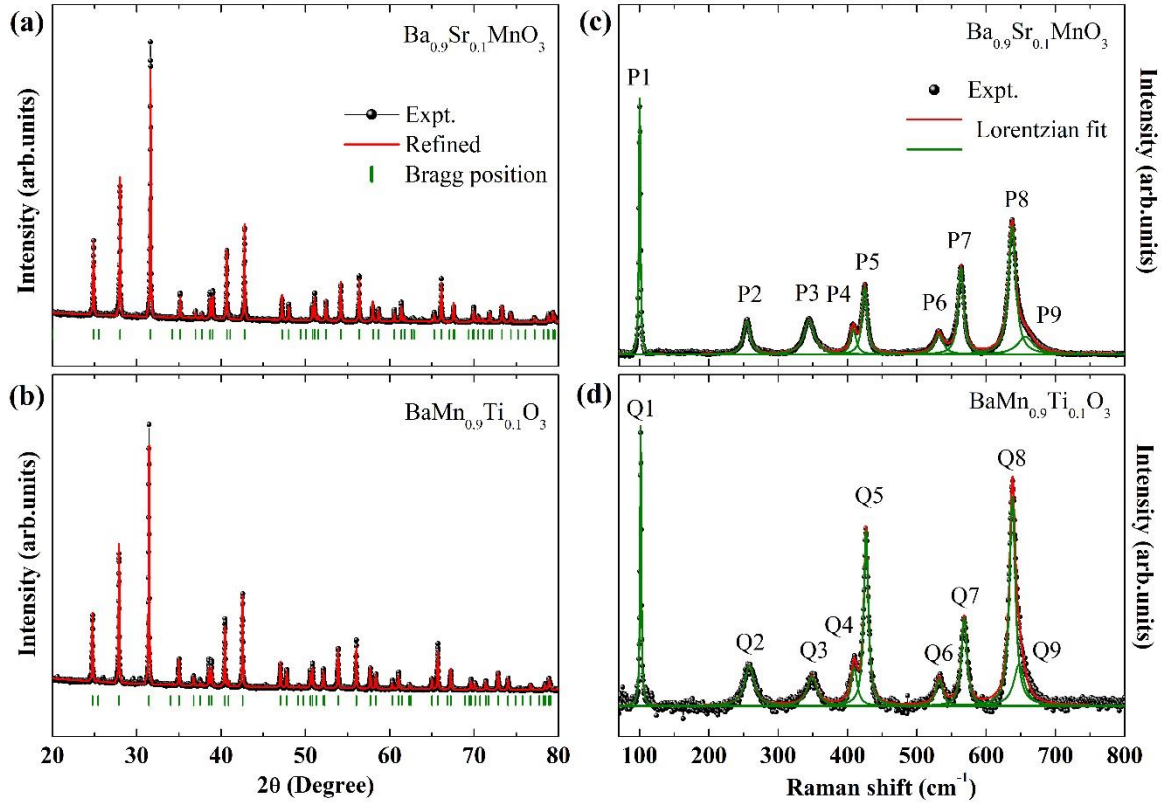 (a)
Ba0.9Sr0.1MnO3
Expt.
Refined
Bragg position
Intensity (arb.units)
(b)
BaMn0.9Ti0.1O3
Intensity (arb.units)
20 30 40 50 60 70 80
2θ (Degree)
(c)
Ba0.9Sr0.1MnO3
P1
Expt.
Lorentzian fit
P2
P3
P4
P5
P6
P7
P8
P9
Intensity (arb.units)
(d)
BaMn0.9Ti0.1O3
Q1
Q2
Q3
Q4
Q5
Q6
Q7
Q8
Q9
Intensity (arb.units)
100 200 300 400 500 600 700 800
Raman shift (cm-1)